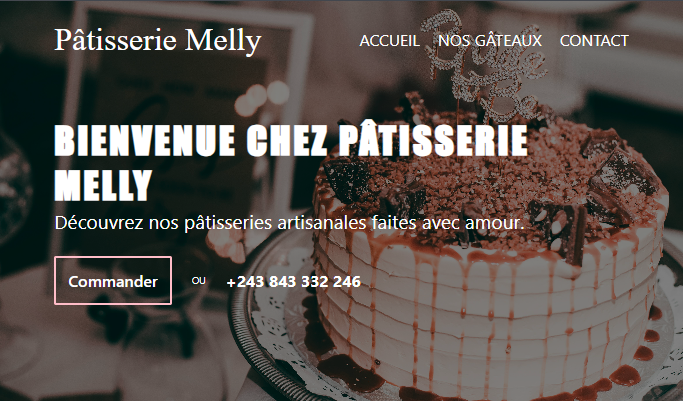 Pâtisserie Melly
ACCUEIL NOS GÂTEAUX CONTACT
BIENVENUE CHEZ PÂTISSERIE
MELLY
Découvrez nos pâtisseries artisanales faites avec amour.
Commander ou +243 843 332 246